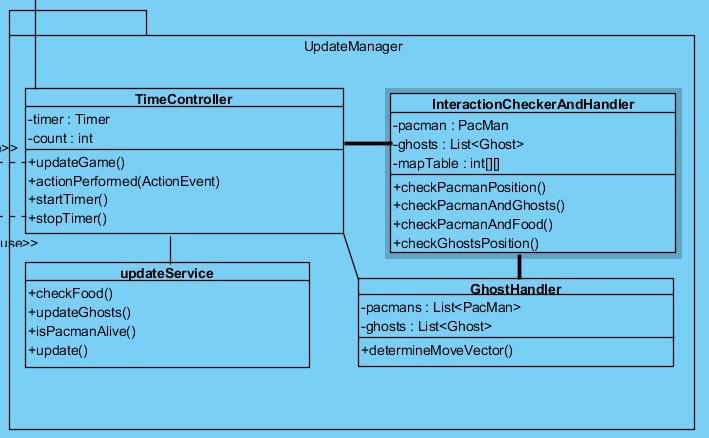 UpdateManager
TimeController
-timer : Timer
-count : int
+updateGame()
+actionPerformed(ActionEvent)
+startTimer()
+stopTimer()
InteractionCheckerAndHandler
-pacman : PacMan
-ghosts : List<Ghost>
-mapTable : int[][]
+checkPacmanPosition()
+checkPacmanAndGhosts()
+checkPacmanAndFood()
+checkGhostsPosition()
>>
use>>
updateService
+checkFood()
+updateGhosts()
+isPacmanAlive()
+update()
GhostHandler
-pacmans : List<PacMan>
-ghosts : List<Ghost>
+determineMoveVector()